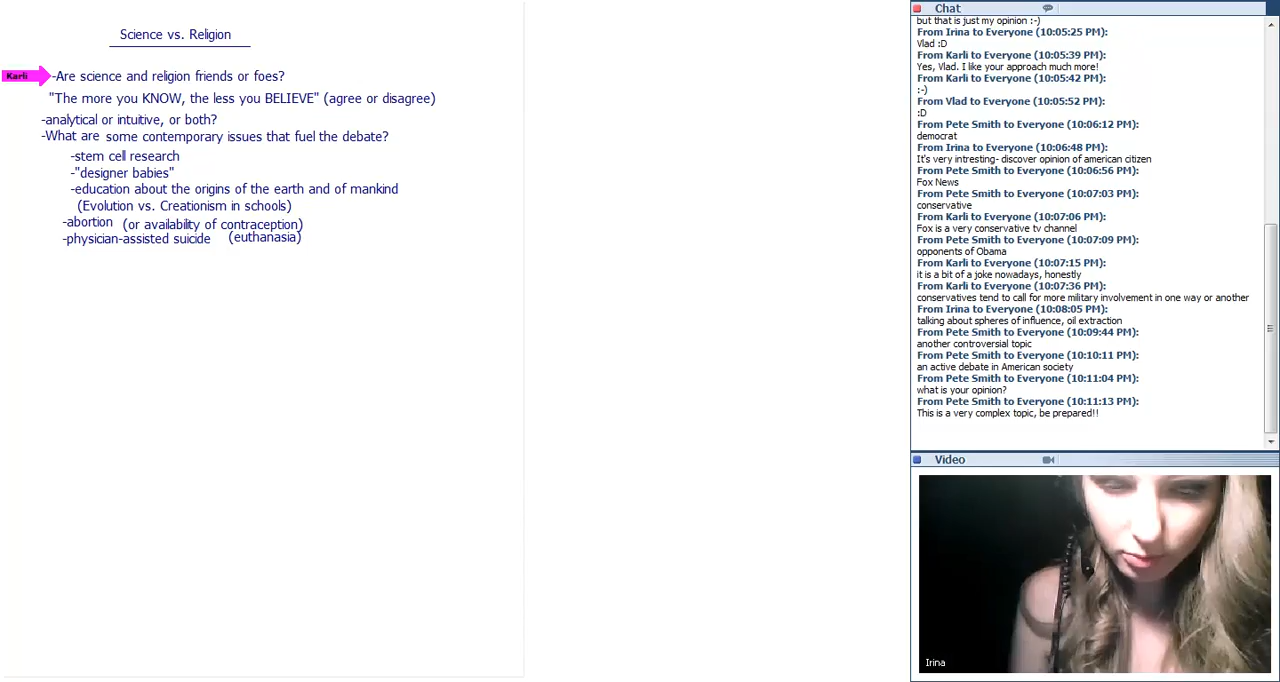 Science vs. Religion
Karli
-Are science and religion friends or foes?
"The more you KNOW, the less you BELIEVE" (agree or disagree)
-analytical or intuitive, or both?
-What are some contemporary issues that fuel the debate?
-stem cell research
-"designer babies"
-education about the origins of the earth and of mankind
(Evolution vs. Creationism in schools)
-abortion (or availability of contraception)
-physician-assisted suicide (euthanasia)
Chat
but that is just my opinion :-)
From Irina to Everyone (10:05:25 PM):
Vlad :D
From Karli to Everyone (10:05:39 PM):
Yes, Vlad. I like your approach much more!
From Karli to Everyone (10:05:42 PM):
:-)
From Vlad to Everyone (10:05:52 PM):
:D
From Pete Smith to Everyone (10:06:12 PM):
democrat
From Irina to Everyone (10:06:48 PM):
It's very intresting- discover opinion of american citizen
From Pete Smith to Everyone (10:06:56 PM):
Fox News
From Pete Smith to Everyone (10:07:03 PM):
conservative
From Karli to Everyone (10:07:06 PM):
Fox is a very conservative tv channel
From Pete Smith to Everyone (10:07:09 PM):
opponents of Obama
From Karli to Everyone (10:07:15 PM):
it is a bit of a joke nowadays, honestly
From Karli to Everyone (10:07:36 PM):
conservatives tend to call for more military involvement in one way or another
From Irina to Everyone (10:08:05 PM):
talking about spheres of influence, oil extraction
From Pete Smith to Everyone (10:09:44 PM):
another controversial topic
From Pete Smith to Everyone (10:10:11 PM):
an active debate in American society
From Pete Smith to Everyone (10:11:04 PM):
what is your opinion?
From Pete Smith to Everyone (10:11:13 PM):
This is a very complex topic, be prepared!!
Video
Irina